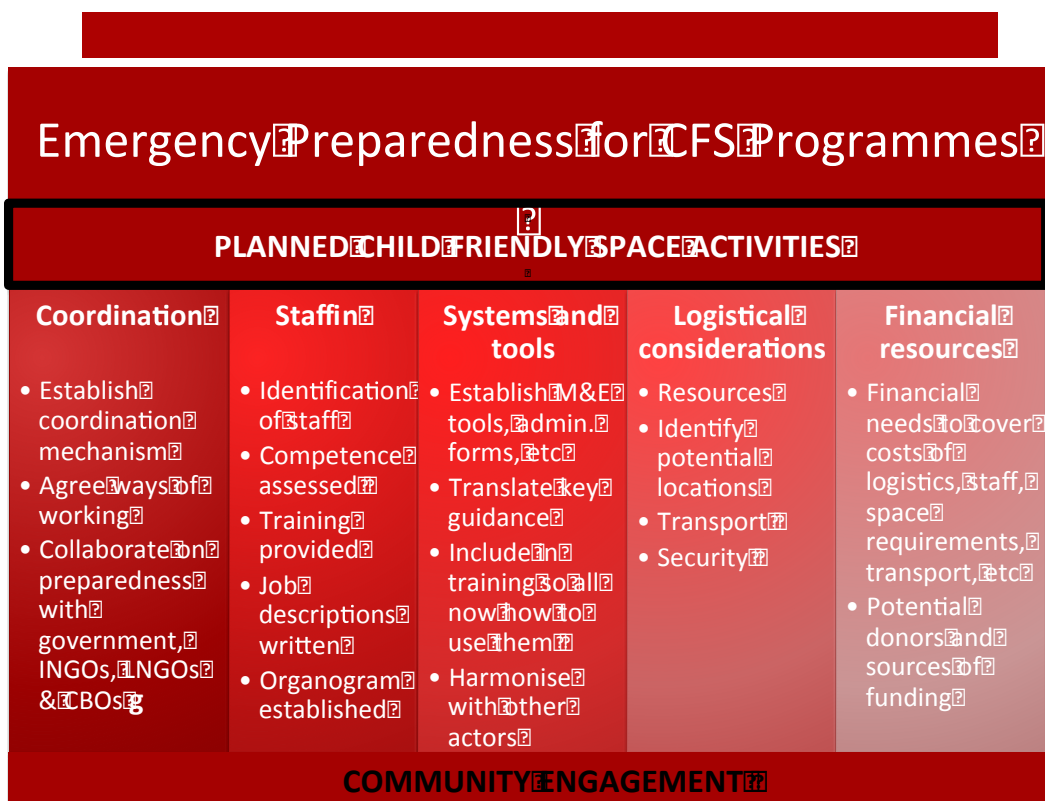 Emergency Preparedness for CFS Programmes
PLANNED CHILD FRIENDLY SPACE ACTIVITIES
Coordination
• Establish
coordination
mechanism
• Agree ways of
working
• Collaborate on
preparedness
with
government,
INGOs, LNGOs
& CBOs g
Staffin
• Identification
of staff
• Competence
assessed
• Training
provided
• Job
descriptions
written
• Organogram
established
Systems and
tools
• Establish M&E
tools, admin.
forms, etc
• Translate key
guidance
• Include in
training so all
now how to
use them
• Harmonise
with other
actors
Logistical
considerations
• Resources
• Identify
potential
locations
• Transport
• Security
Financial
resources
• Financial
needs to cover
costs of
logistics, staff,
space
requirements,
transport, etc
• Potential
donors and
sources of
funding
COMMUNITY ENGAGEMENT